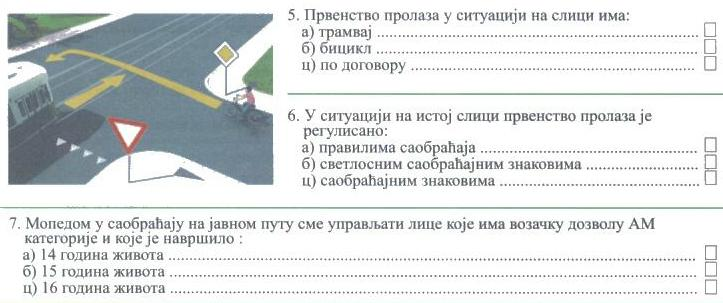 5. Првенство пролаза у ситуацији на слици има:
а) трамвај
б) бицикл
ц) по договору
6. У ситуацији на истој слици првенство пролаза је
регулисано:
а) правилима саобраћаја
б) светлосним саобраћајним знаковима
ц) саобраћајним знаковима
7. Мопедом у саобраћају на јавном путу сме управљати лице које има возачку дозволу АМ
категорије и које је навршило :
а) 14 година живота
б) 15 година живота
ц) 16 година живота